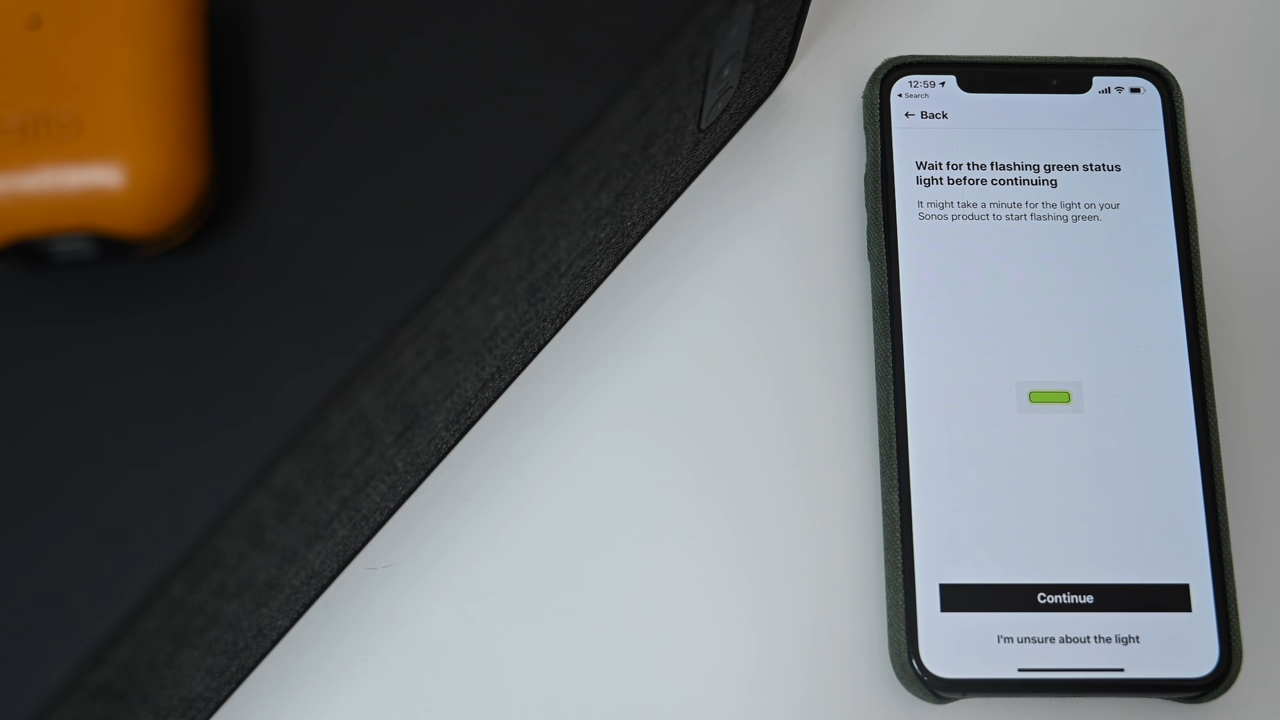 12:59
◀ Search
← Back
Wait for the flashing green status
light before continuing
It might take a minute for the light on your
Sonos product to start flashing green.
Continue
I'm unsure about the light